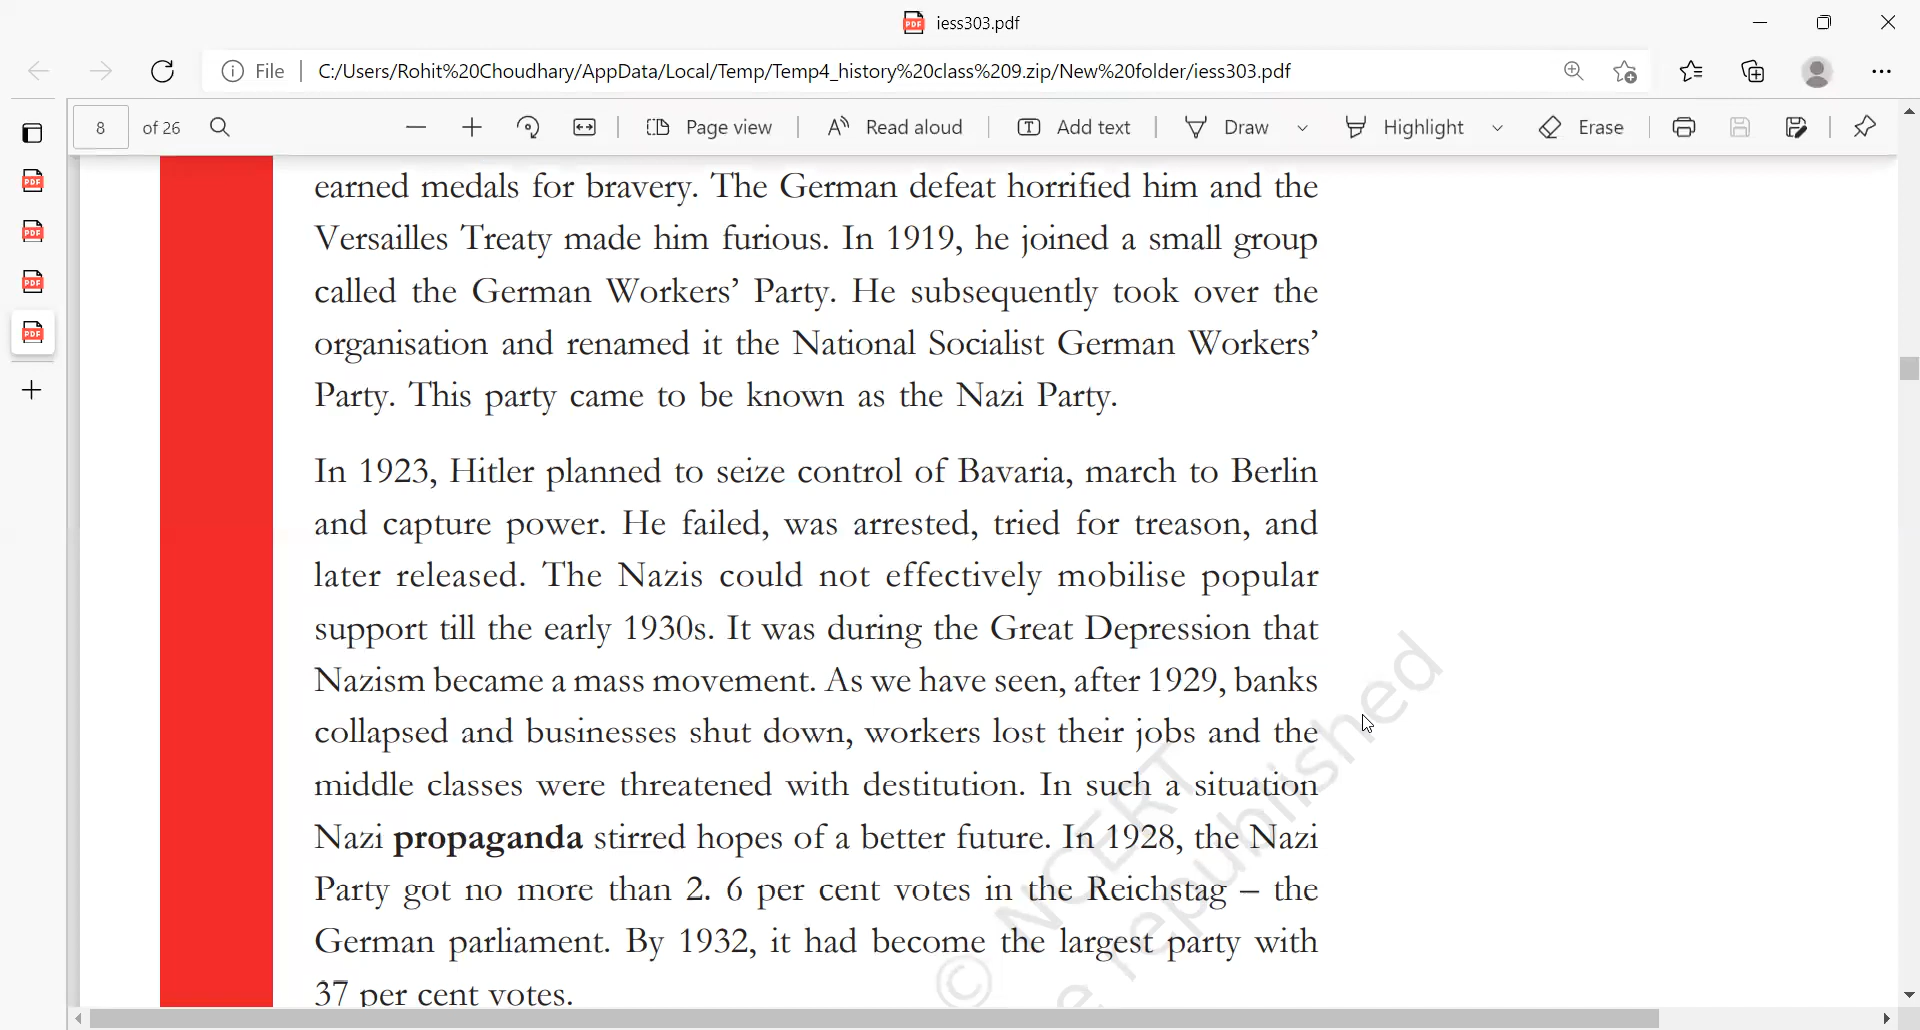 iess303.pdf
File
C:/Users/Rohit%20Choudhary/AppData/Local/Temp/Temp4_history%20class%209.zip/New%20folder/iess303.pdf
8 of 26
Page view
Read aloud
Add text
Draw
Highlight
Erase
earned medals for bravery. The German defeat horrified him and the
Versailles Treaty made him furious. In 1919, he joined a small group
called the German Workers’ Party. He subsequently took over the
organisation and renamed it the National Socialist German Workers’
Party. This party came to be known as the Nazi Party.
In 1923, Hitler planned to seize control of Bavaria, march to Berlin
and capture power. He failed, was arrested, tried for treason, and
later released. The Nazis could not effectively mobilise popular
support till the early 1930s. It was during the Great Depression that
Nazism became a mass movement. As we have seen, after 1929, banks
collapsed and businesses shut down, workers lost their jobs and the
middle classes were threatened with destitution. In such a situation
Nazi propaganda stirred hopes of a better future. In 1928, the Nazi
Party got no more than 2. 6 per cent votes in the Reichstag – the
German parliament. By 1932, it had become the largest party with
37 per cent votes.
© NCERT
e republished